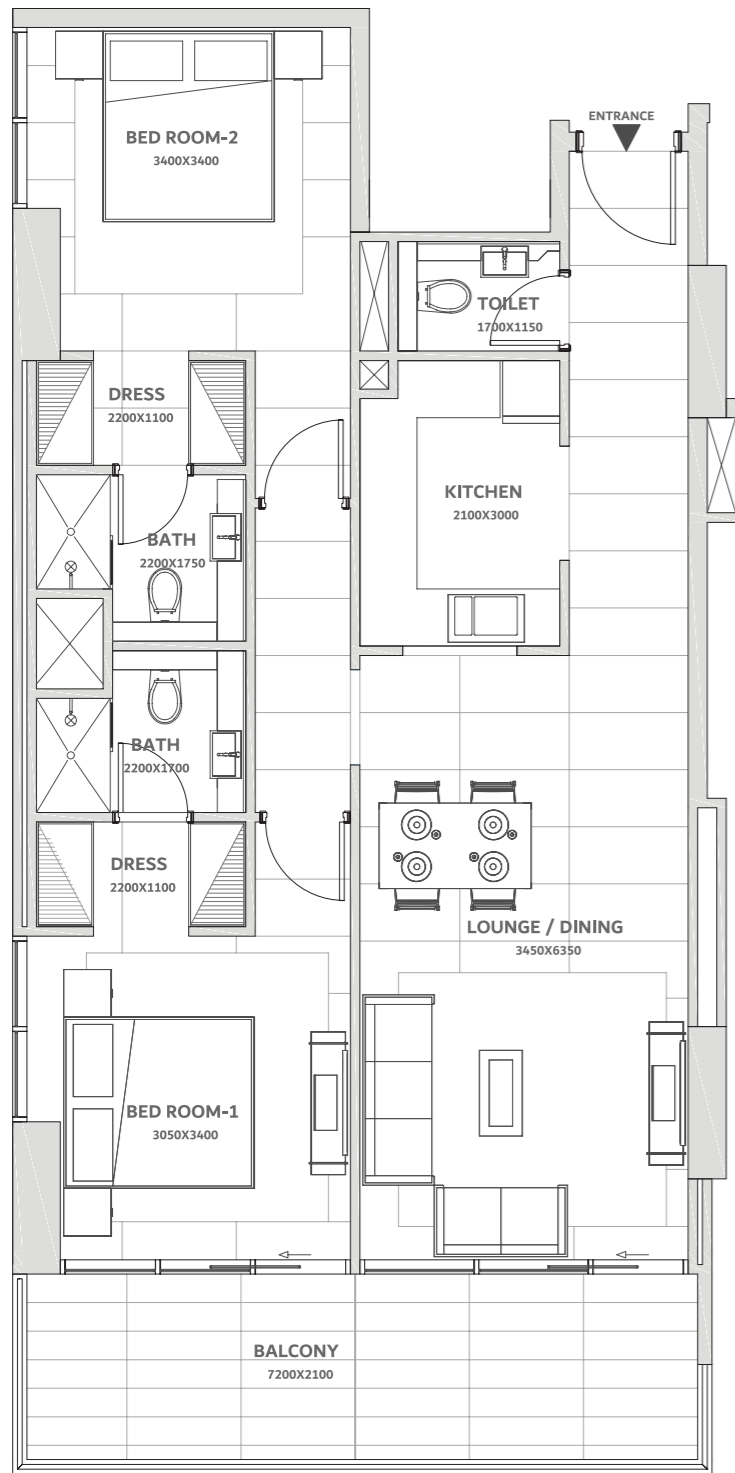 ENTRANCE
BED ROOM-2
3400X3400
TOILET
1700X1150
DRESS
2200X1100
KITCHEN
2100X3000
BATH
2200X1750
BATH
2200X1700
DRESS
2200X1100
LOUNGE / DINING
3450X6350
BED ROOM-1
3050X3400
BALCONY
7200X2100